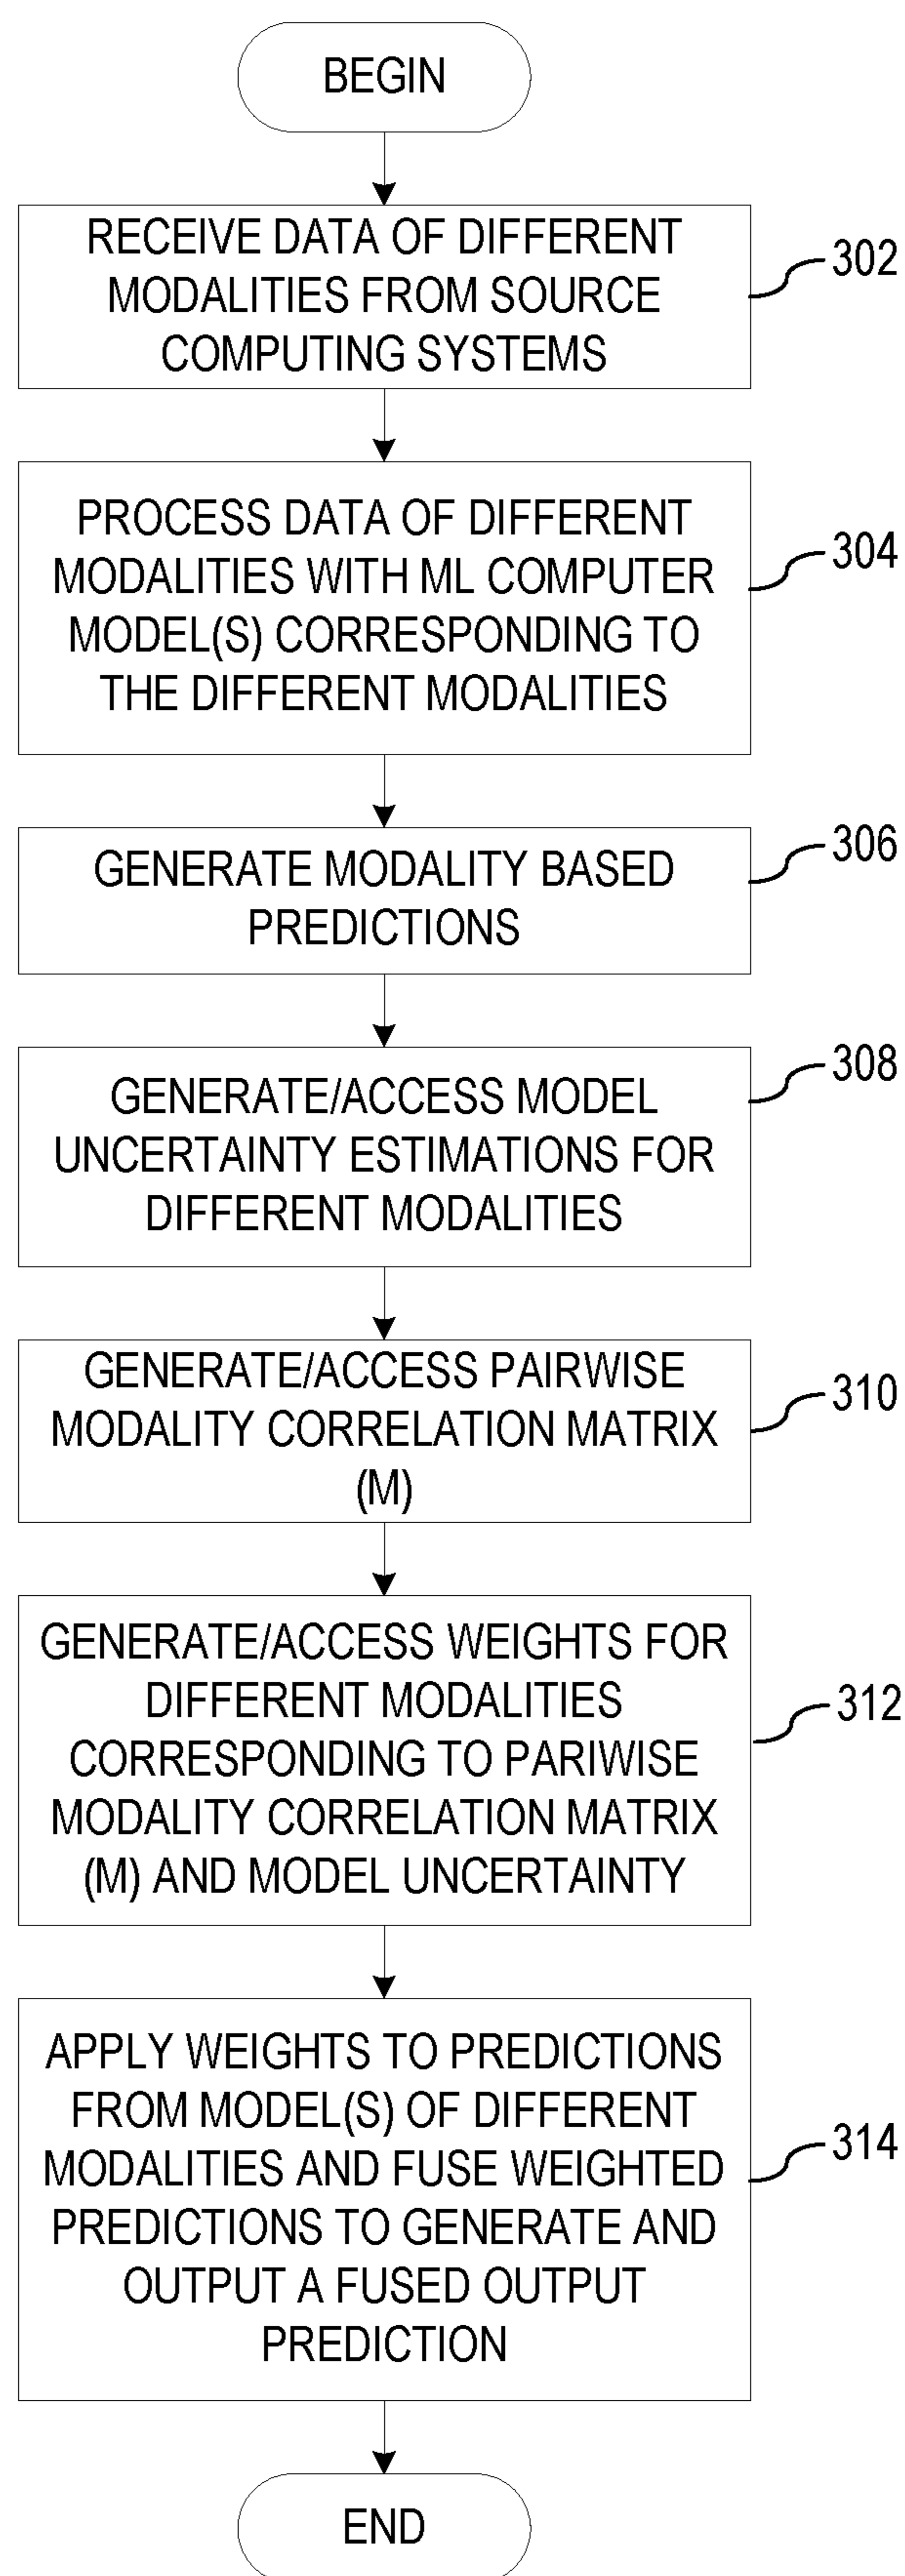 BEGIN
RECEIVE DATA OF DIFFERENT
MODALITIES FROM SOURCE
COMPUTING SYSTEMS
302
PROCESS DATA OF DIFFERENT
MODALITIES WITH ML COMPUTER
MODEL(S) CORRESPONDING TO
THE DIFFERENT MODALITIES
304
GENERATE MODALITY BASED
PREDICTIONS
306
GENERATE/ACCESS MODEL
UNCERTAINTY ESTIMATIONS FOR
DIFFERENT MODALITIES
308
GENERATE/ACCESS PAIRWISE
MODALITY CORRELATION MATRIX
(M)
310
GENERATE/ACCESS WEIGHTS FOR
DIFFERENT MODALITIES
CORRESPONDING TO PARIWISE
MODALITY CORRELATION MATRIX
(M) AND MODEL UNCERTAINTY
312
APPLY WEIGHTS TO PREDICTIONS
FROM MODEL(S) OF DIFFERENT
MODALITIES AND FUSE WEIGHTED
PREDICTIONS TO GENERATE AND
OUTPUT A FUSED OUTPUT
PREDICTION
314
END